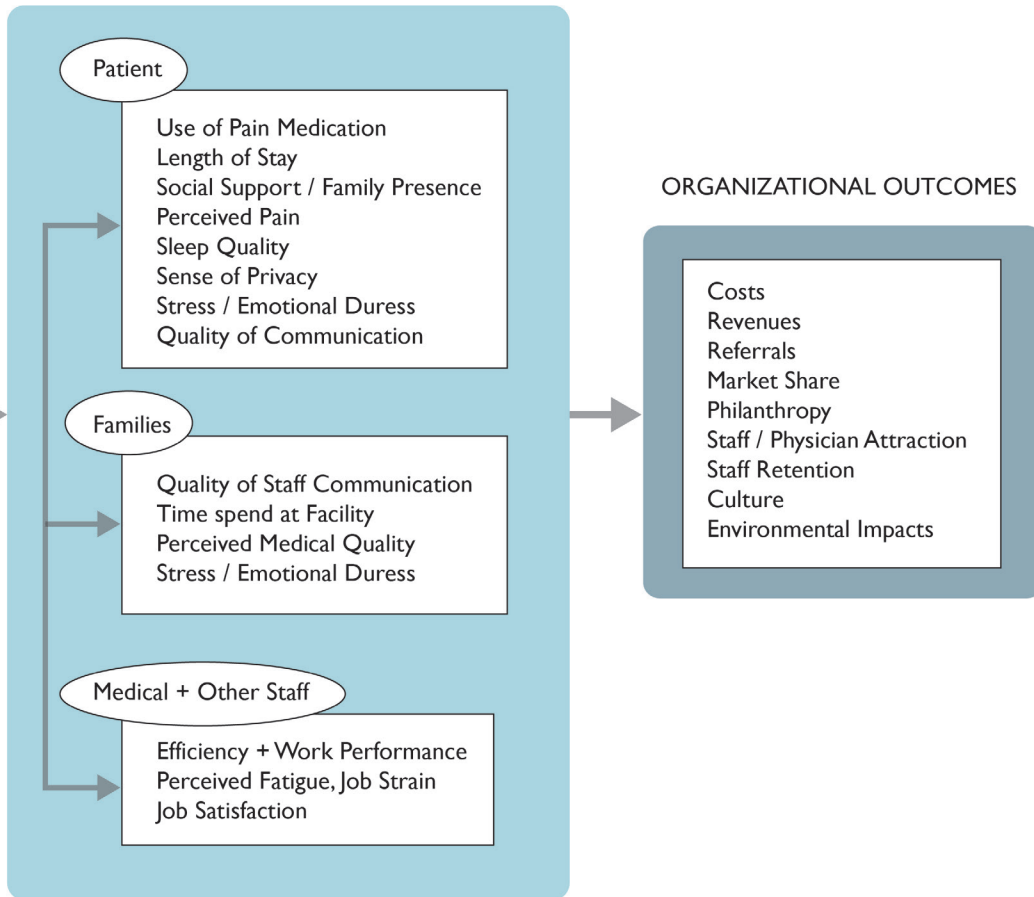 Patient
Use of Pain Medication
Length of Stay
Social Support / Family Presence
Perceived Pain
Sleep Quality
Sense of Privacy
Stress / Emotional Duress
Quality of Communication
Families
Quality of Staff Communication
Time spend at Facility
Perceived Medical Quality
Stress / Emotional Duress
Medical + Other Staff
Efficiency + Work Performance
Perceived Fatigue, Job Strain
Job Satisfaction
ORGANIZATIONAL OUTCOMES
Costs
Revenues
Referrals
Market Share
Philanthropy
Staff / Physician Attraction
Staff Retention
Culture
Environmental Impacts